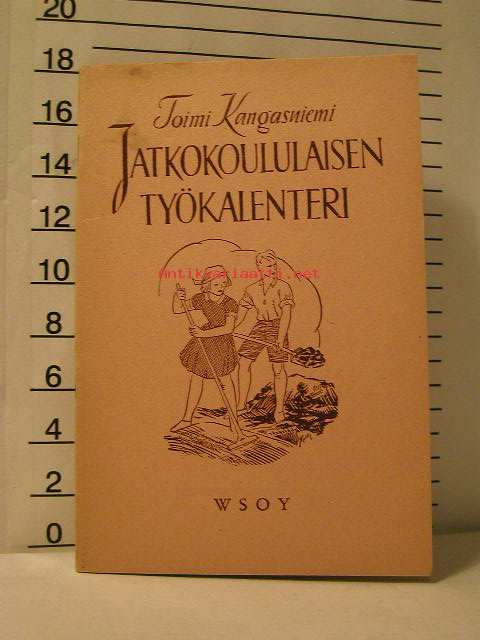 20
18
16
14
12
10
8
6
4
2
0
Toimi Kangasniemi
JATKOKOULULAISEN
TYÖKALENTERI
Antikvariaatti.net
WSOY